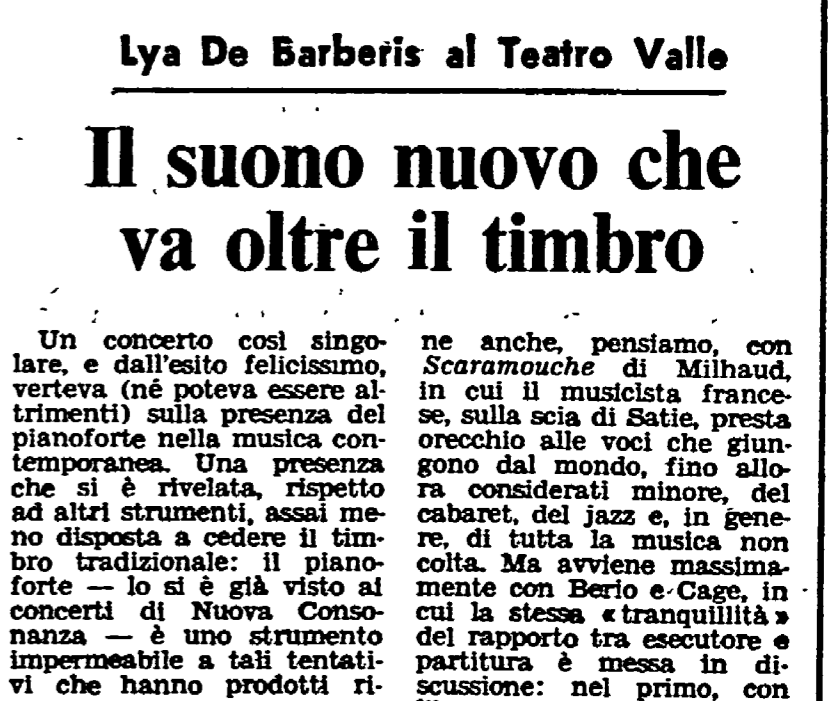 Lya De Barberis al Teatro Valle
Il suono nuovo che
va oltre il timbro
Un concerto così singo-
lare, e dall'esito felicissimo,
verteva (né poteva essere al-
trimenti) sulla presenza del
pianoforte nella musica con-
temporanea. Una presenza
che si è rivelata, rispetto
ad altri strumenti, assai me-
no disposta a cedere il tim-
bro tradizionale: il piano-
forte — lo si è già visto ai
concerti di Nuova Conso-
nanza — è uno strumento
impermeabile a tali tentati-
vi che hanno prodotti ri-
ne anche, pensiamo, con
Scaramouche di Milhaud,
in cui il musicista france-
se, sulla scia di Satie, presta
orecchio alle voci che giun-
gono dal mondo, fino allo-
ra considerati minore, del
cabaret, del jazz e, in gene-
re, di tutta la musica non
colta. Ma avviene massima-
mente con Berio e Cage, in
cui la stessa «tranquillità»
del rapporto tra esecutore e
partitura è messa in di-
scussione: nel primo, con